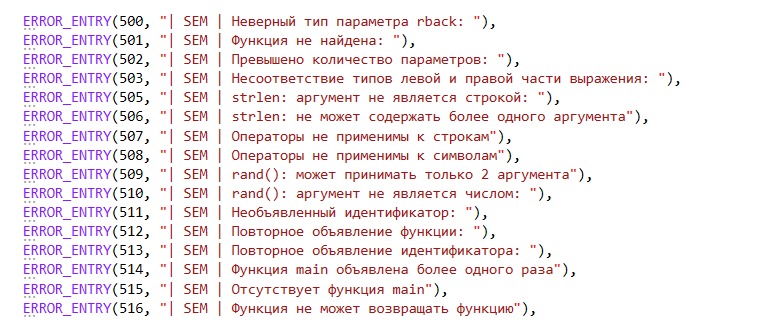 ERROR_ENTRY(500, "| SEM | Неверный тип параметра rback: "),
ERROR_ENTRY(501, "| SEM | Функция не найдена: "),
ERROR_ENTRY(502, "| SEM | Превышено количество параметров: "),
ERROR_ENTRY(503, "| SEM | Несоответствие типов левой и правой части выражения: "),
ERROR_ENTRY(505, "| SEM | strlen: аргумент не является строкой: "),
ERROR_ENTRY(506, "| SEM | strlen: не может содержать более одного аргумента"),
ERROR_ENTRY(507, "| SEM | Операторы не применимы к строкам"),
ERROR_ENTRY(508, "| SEM | Операторы не применимы к символам"),
ERROR_ENTRY(509, "| SEM | rand(): может принимать только 2 аргумента"),
ERROR_ENTRY(510, "| SEM | rand(): аргумент не является числом: "),
ERROR_ENTRY(511, "| SEM | Необъявленный идентификатор: "),
ERROR_ENTRY(512, "| SEM | Повторное объявление функции: "),
ERROR_ENTRY(513, "| SEM | Повторное объявление идентификатора: "),
ERROR_ENTRY(514, "| SEM | Функция main объявлена более одного раза"),
ERROR_ENTRY(515, "| SEM | Отсутствует функция main"),
ERROR_ENTRY(516, "| SEM | Функция не может возвращать функцию"),